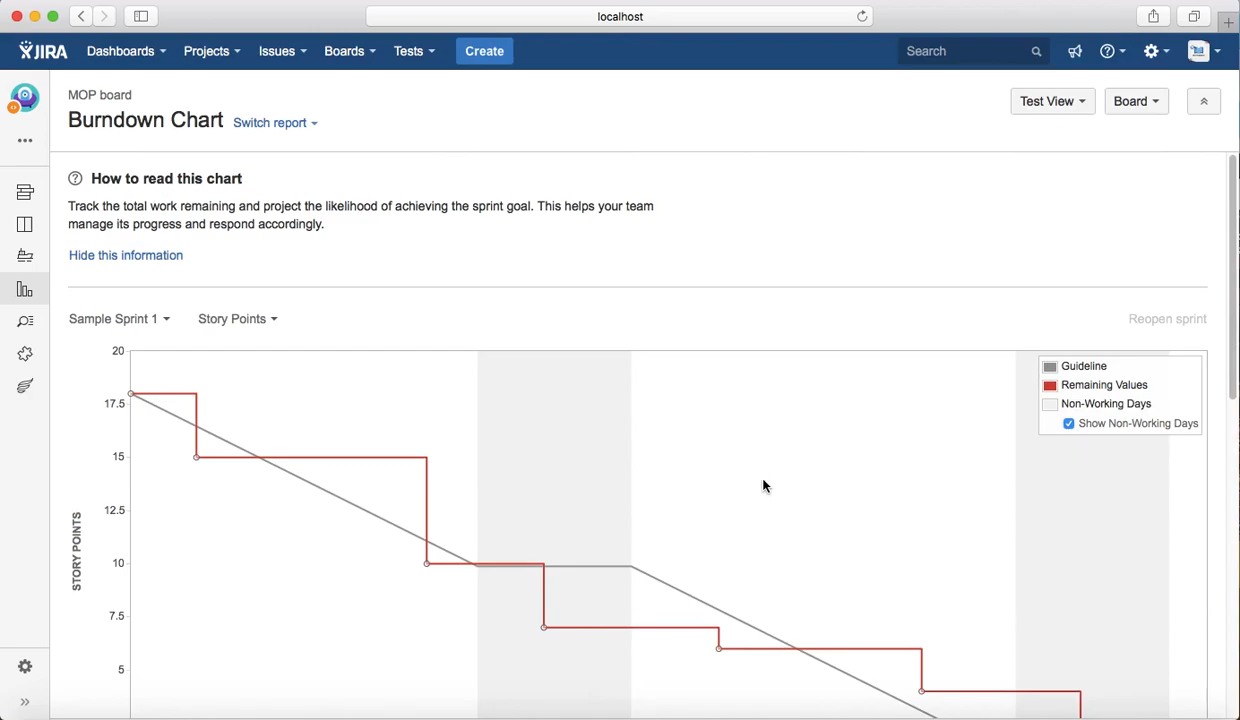 localhost
JIRA Dashboards Projects Issues Boards Tests Create Search
MOP board
Burndown Chart Switch report
Test View Board
How to read this chart
Track the total work remaining and project the likelihood of achieving the sprint goal. This helps your team
manage its progress and respond accordingly.
Hide this information
Sample Sprint 1 Story Points Reopen sprint
20
17.5
15
12.5
10
7.5
5
STORY POINTS
Guideline
Remaining Values
Non-Working Days
Show Non-Working Days